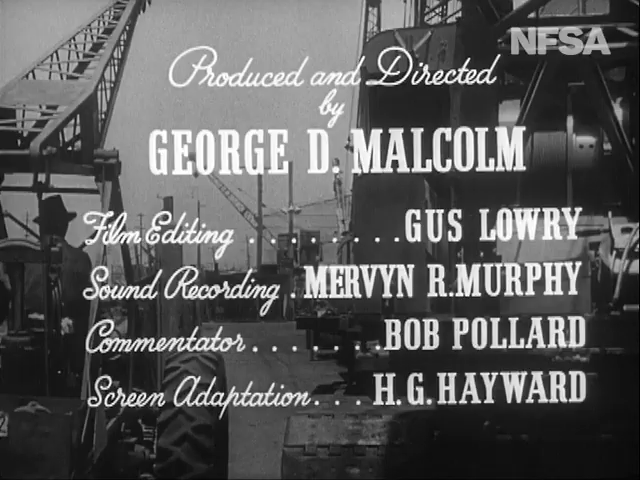 NFSA
Produced and Directed
by
GEORGE D. MALCOLM
Film Editing . . . . . . . . GUS LOWRY
Sound Recording . MERVYN R. MURPHY
Commentator . . . . . . . BOB POLLARD
Screen Adaptation . . . H. G. HAYWARD